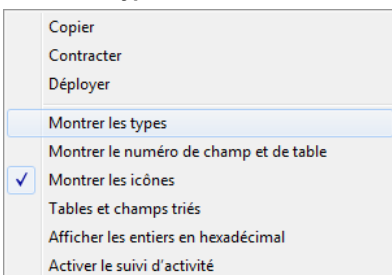 Copier
Contracter
Déployer
Montrer les types
Montrer le numéro de champ et de table
Montrer les icônes
Tables et champs triés
Afficher les entiers en hexadécimal
Activer le suivi d'activité